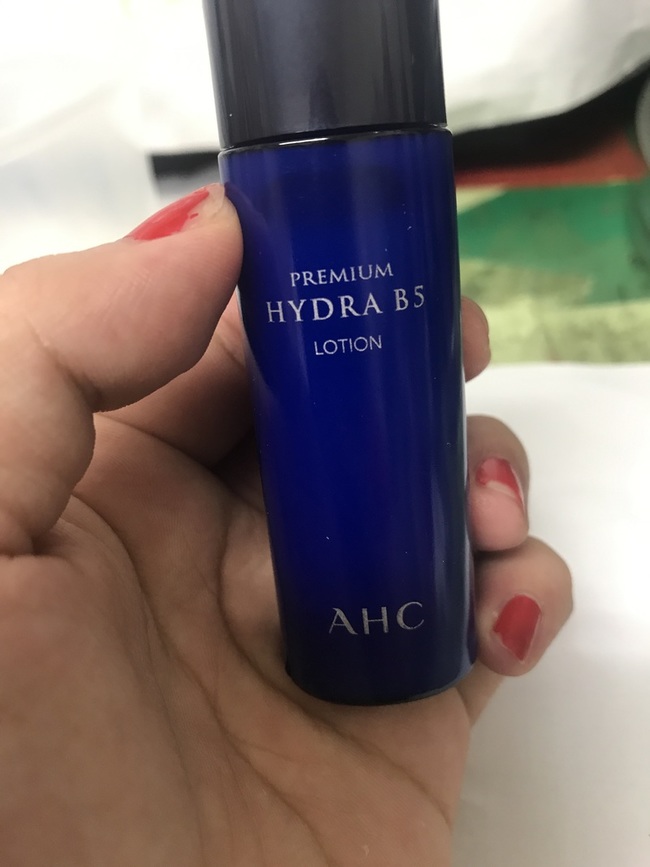 PREMIUM
HYDRA B5
LOTION
AHC